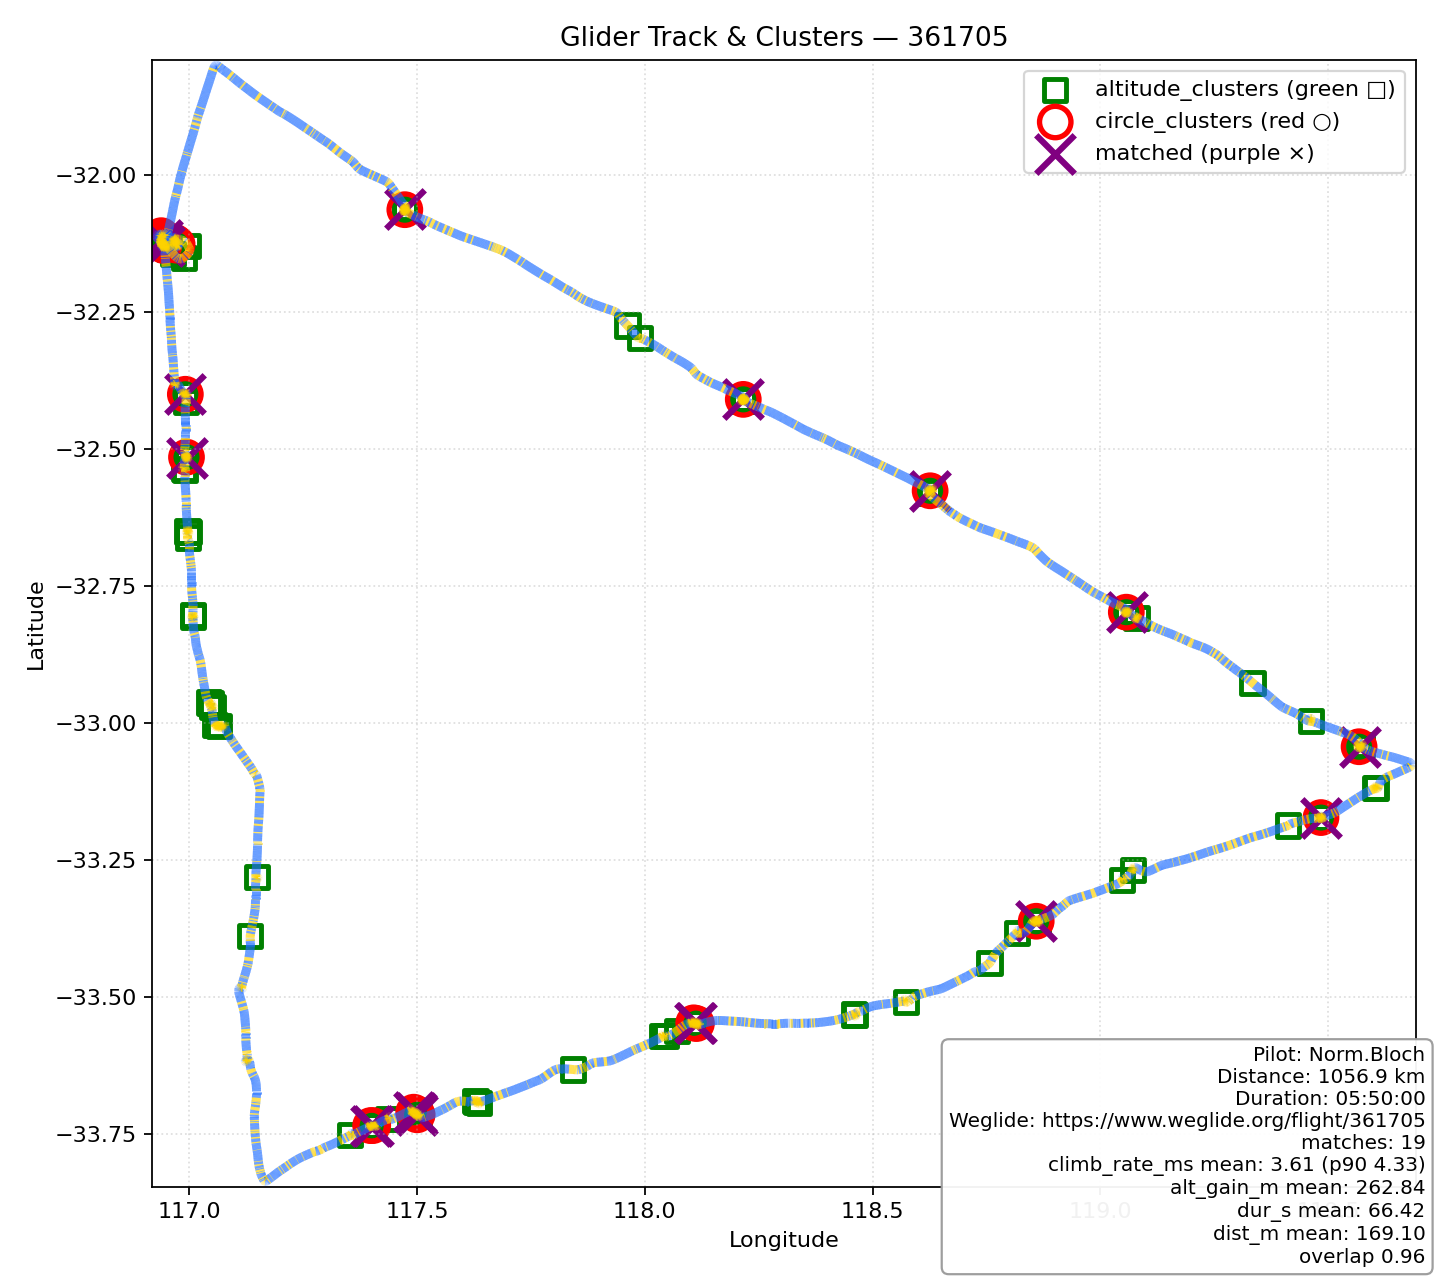 Glider Track & Clusters — 361705
altitude_clusters (green □)
circle_clusters (red ○)
matched (purple ×)
−32.00
−32.25
−32.50
−32.75
−33.00
−33.25
−33.50
−33.75
Latitude
117.0
117.5
118.0
118.5
119.0
Longitude
Pilot: Norm.Bloch
Distance: 1056.9 km
Duration: 05:50:00
Weglide: https://www.weglide.org/flight/361705
matches: 19
climb_rate_ms mean: 3.61 (p90 4.33)
alt_gain_m mean: 262.84
dur_s mean: 66.42
dist_m mean: 169.10
overlap 0.96